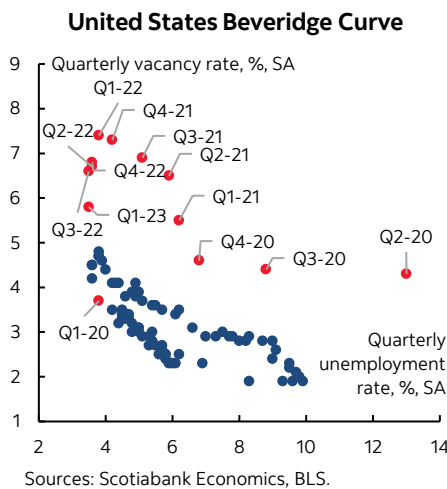 United States Beveridge Curve
9
Quarterly vacancy rate, %, SA
Q1-22
8
Q4-21
Q2-22
Q3-21
7
Q4-22
Q2-21
6
Q3-22
Q1-23
Q1-21
5
Q4-20
Q3-20
Q2-20
4
Q1-20
3
Quarterly
unemployment
rate, %, SA
2
1
2 4 6 8 10 12 14
Sources: Scotiabank Economics, BLS.